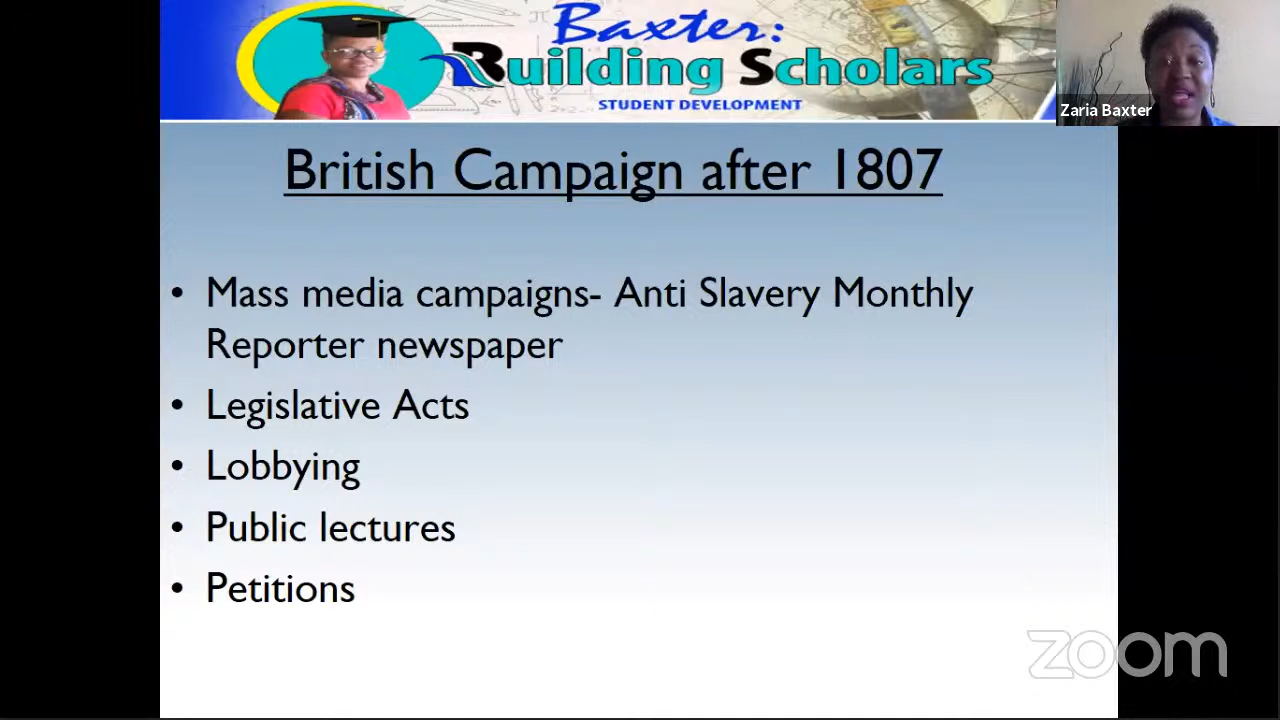 Baxter:
Building Scholars
STUDENT DEVELOPMENT
Zaria Baxter
British Campaign after 1807
• Mass media campaigns- Anti Slavery Monthly
Reporter newspaper
• Legislative Acts
• Lobbying
• Public lectures
• Petitions
zoom